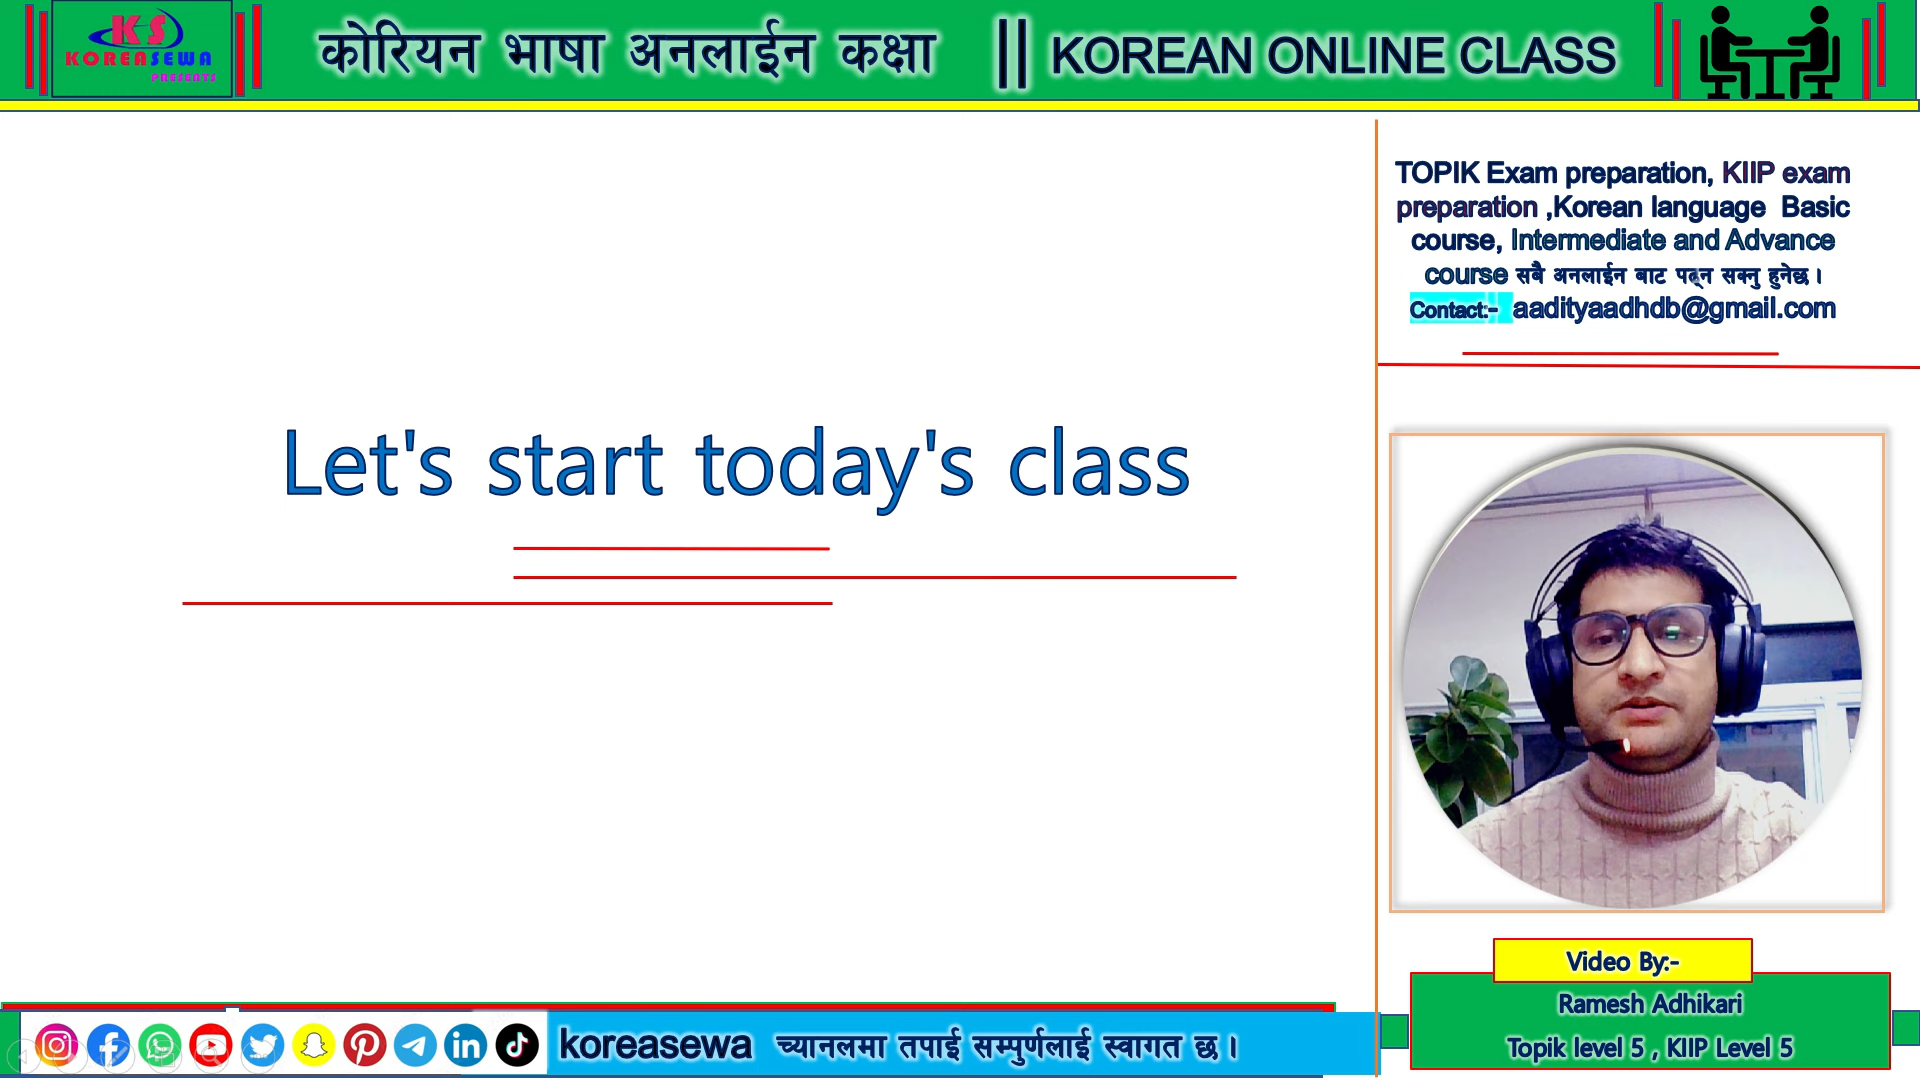 KS
KOREASEWA
PRESENTS
कोरियन भाषा अनलाईन कक्षा || KOREAN ONLINE CLASS
TOPIK Exam preparation, KIIP exam
preparation ,Korean language Basic
course, Intermediate and Advance
course सबै अनलाईन बाट पढ्न सक्नु हुनेछ ।
Contact:- aadityaadhdb@gmail.com
Let's start today's class
Video By:-
Ramesh Adhikari
Topik level 5 , KIIP Level 5
koreasewa च्यानलमा तपाई सम्पुर्णलाई स्वागत छ ।